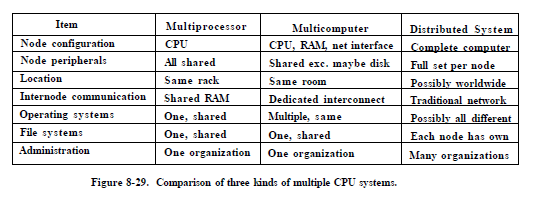 Item Multiprocessor Multicomputer Distributed System
Node configuration CPU CPU, RAM, net interface Complete computer
Node peripherals All shared Shared exc. maybe disk Full set per node
Location Same rack Same room Possibly worldwide
Internode communication Shared RAM Dedicated interconnect Traditional network
Operating systems One, shared Multiple, same Possibly all different
File systems One, shared One, shared Each node has own
Administration One organization One organization Many organizations
Figure 8-29. Comparison of three kinds of multiple CPU systems.